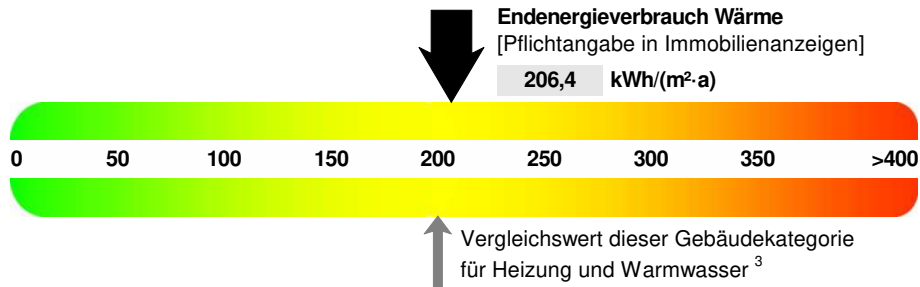 Endenergieverbrauch Wärme
[Pflichtangabe in Immobilienanzeigen]
206,4 kWh/(m²·a)
0 50 100 150 200 250 300 350 >400
Vergleichswert dieser Gebäudekategorie
für Heizung und Warmwasser ³